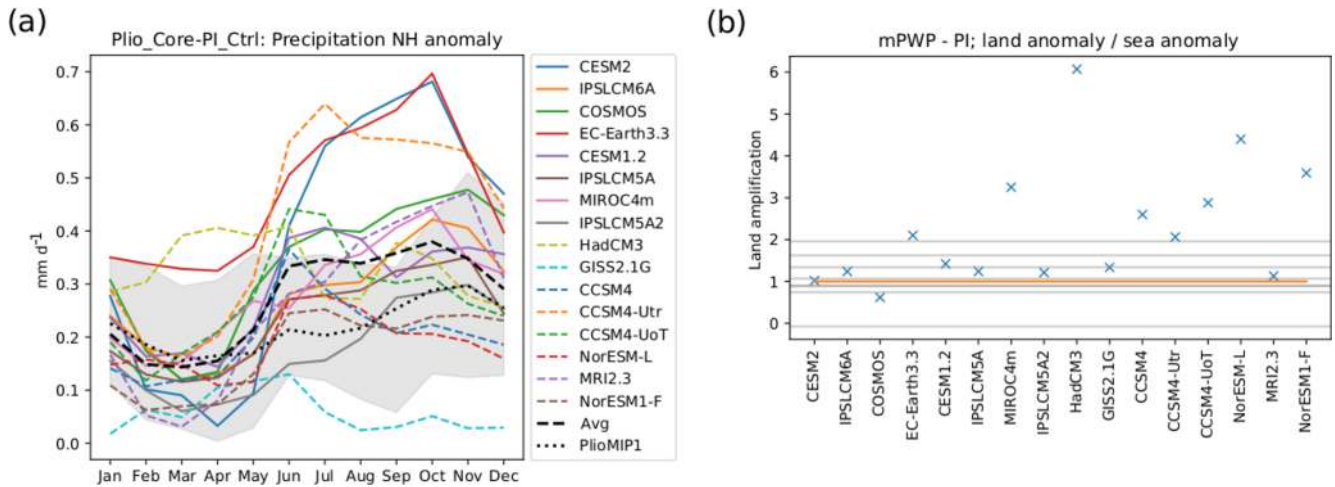 (a)
Plio_Core-PI_Ctrl: Precipitation NH anomaly
mm d⁻¹
0.7
0.6
0.5
0.4
0.3
0.2
0.1
0.0
Jan Feb Mar Apr May Jun Jul Aug Sep Oct Nov Dec
CESM2
IPSLCM6A
COSMOS
EC-Earth3.3
CESM1.2
IPSLCM5A
MIROC4m
IPSLCM5A2
HadCM3
GISS2.1G
CCSM4
CCSM4-Utr
CCSM4-UoT
NorESM-L
MRI2.3
NorESM1-F
Avg
PlioMIP1
(b)
mPWP - PI; land anomaly / sea anomaly
Land amplification
6
5
4
3
2
1
0
CESM2
IPSLCM6A
COSMOS
EC-Earth3.3
CESM1.2
IPSLCM5A
MIROC4m
IPSLCM5A2
HadCM3
GISS2.1G
CCSM4
CCSM4-Utr
CCSM4-UoT
NorESM-L
MRI2.3
NorESM1-F